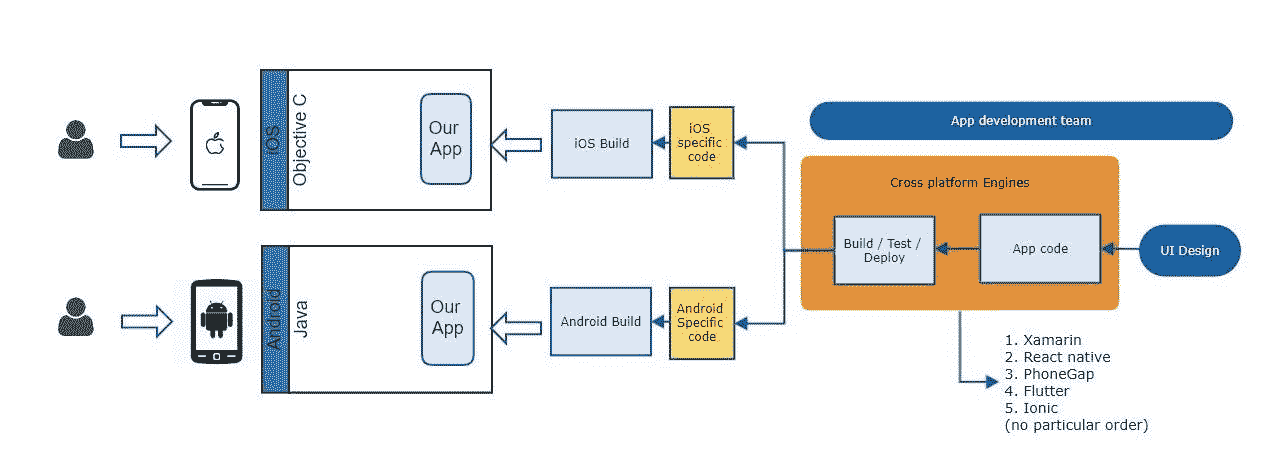 iOS
Objective C
Our
App
iOS Build
iOS
specific
code
App development team
Cross platform Engines
Build / Test /
Deploy
App code
UI Design
Android
Java
Our
App
Android Build
Android
Specific
code
1. Xamarin
2. React native
3. PhoneGap
4. Flutter
5. Ionic
(no particular order)